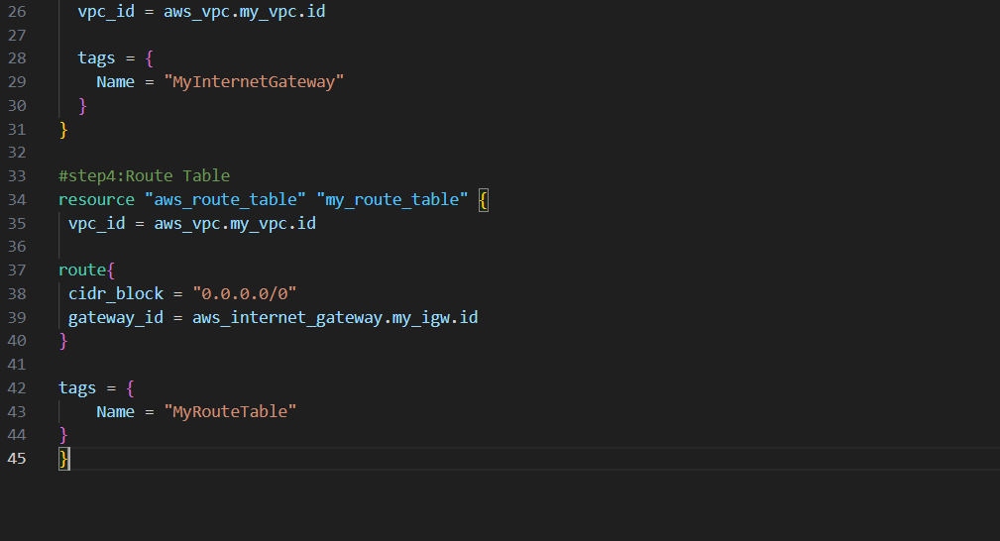 26 vpc_id = aws_vpc.my_vpc.id
27
28 tags = {
29 Name = "MyInternetGateway"
30 }
31 }
32
33 #step4:Route Table
34 resource "aws_route_table" "my_route_table" {
35 vpc_id = aws_vpc.my_vpc.id
36
37 route{
38 cidr_block = "0.0.0.0/0"
39 gateway_id = aws_internet_gateway.my_igw.id
40 }
41
42 tags = {
43 Name = "MyRouteTable"
44 }
45 }